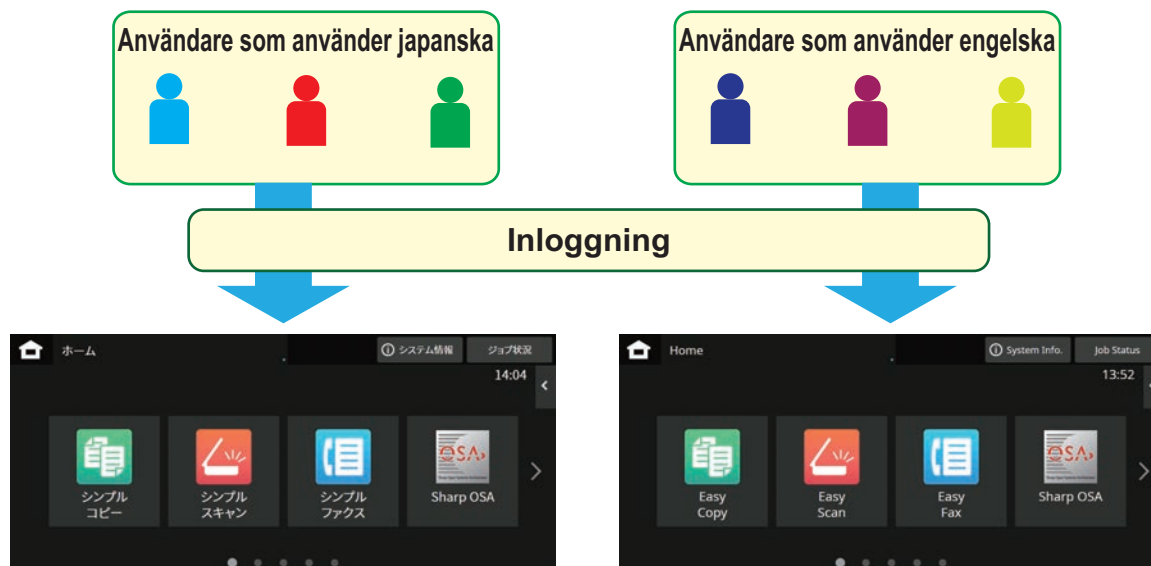 Användare som använder japanska
Användare som använder engelska
Inloggning
ホーム
システム情報
ジョブ状況
14:04
シンプル
コピー
シンプル
スキャン
シンプル
ファクス
Sharp OSA
Home
System Info.
Job Status
13:52
Easy
Copy
Easy
Scan
Easy
Fax
Sharp OSA